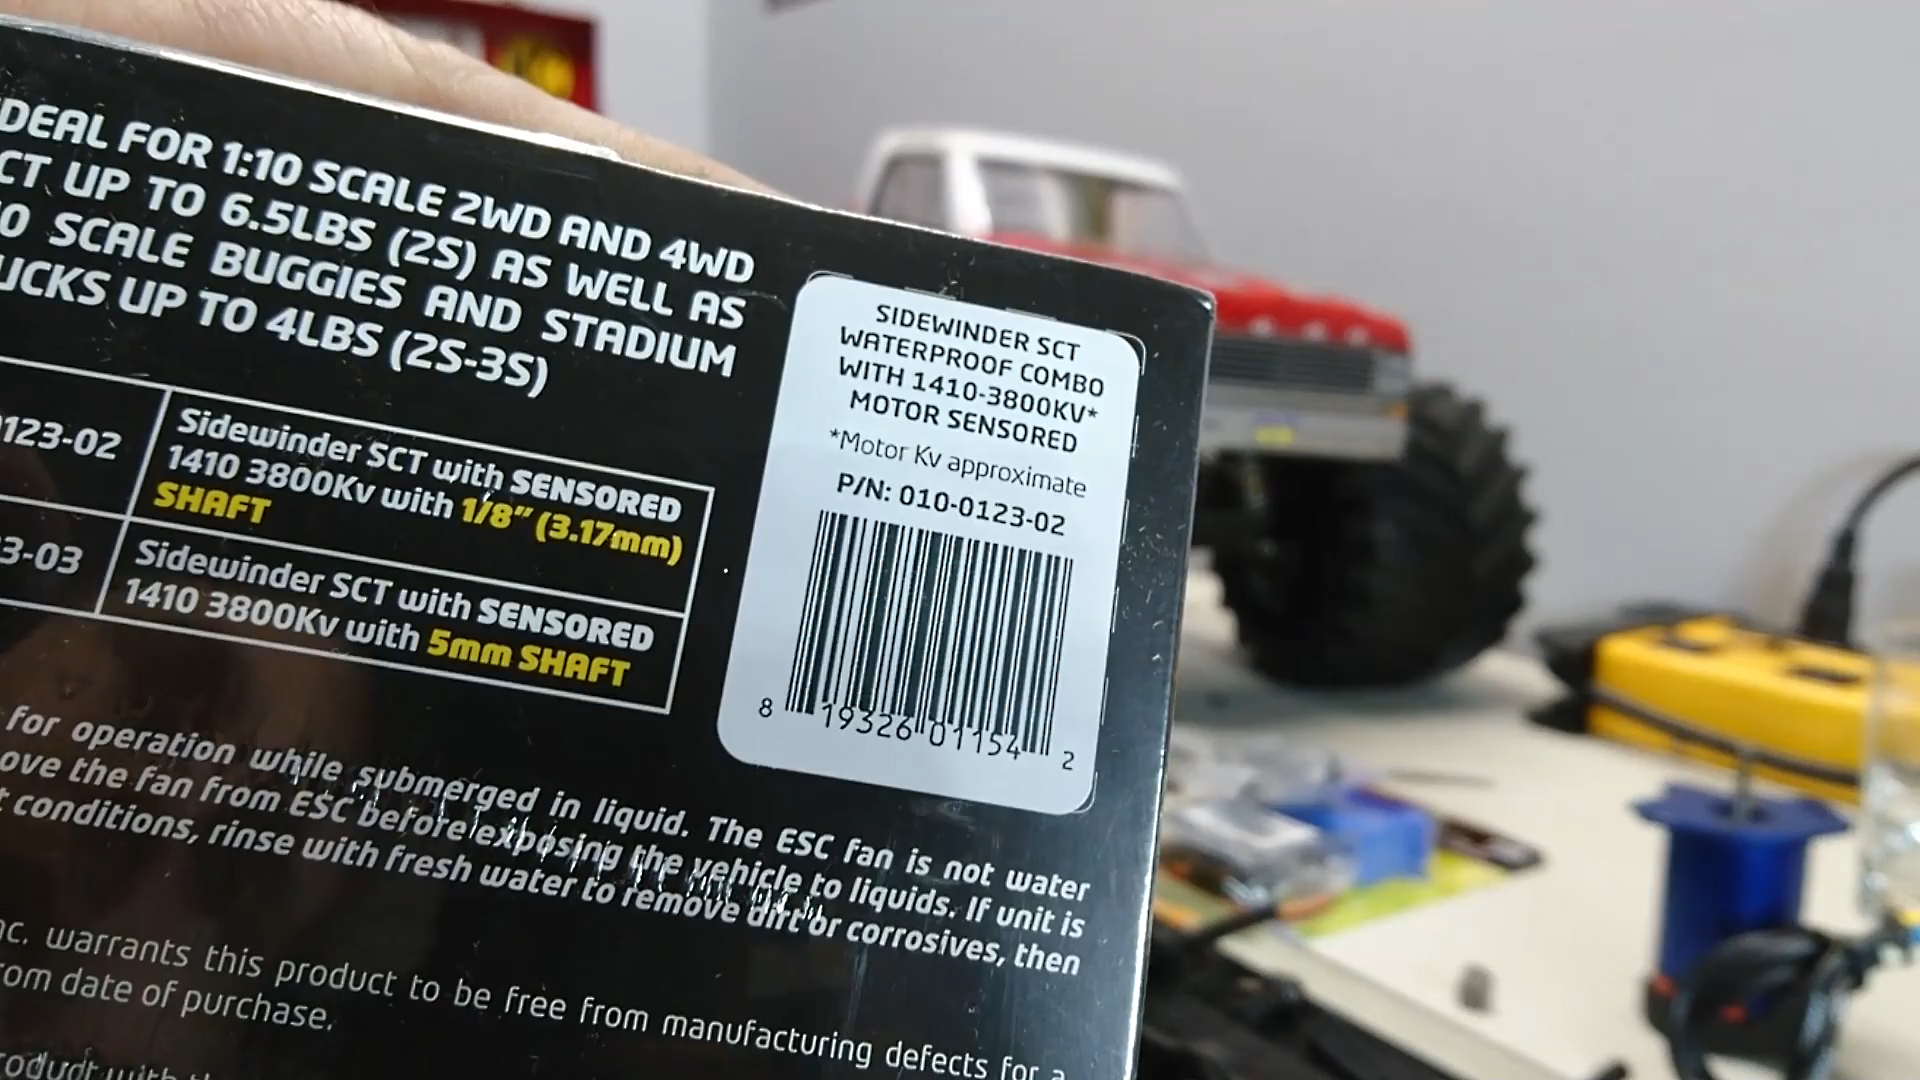 DEAL FOR 1:10 SCALE 2WD AND 4WD
CT UP TO 6.5LBS (2S) AS WELL AS
0 SCALE BUGGIES AND STADIUM
UCKS UP TO 4LBS (2S-3S)
0123-02
Sidewinder SCT with SENSORED
1410 3800Kv with 1/8" (3.17mm)
SHAFT
3-03
Sidewinder SCT with SENSORED
1410 3800Kv with 5mm SHAFT
SIDEWINDER SCT
WATERPROOF COMBO
WITH 1410-3800KV*
MOTOR SENSORED
*Motor Kv approximate
P/N: 010-0123-02
8 19326 01154 2
for operation while submerged in liquid. The ESC fan is not water
ove the fan from ESC before exposing the vehicle to liquids. If unit is
t conditions, rinse with fresh water to remove dirt or corrosives, then
nc. warrants this product to be free from manufacturing defects for a
rom date of purchase.